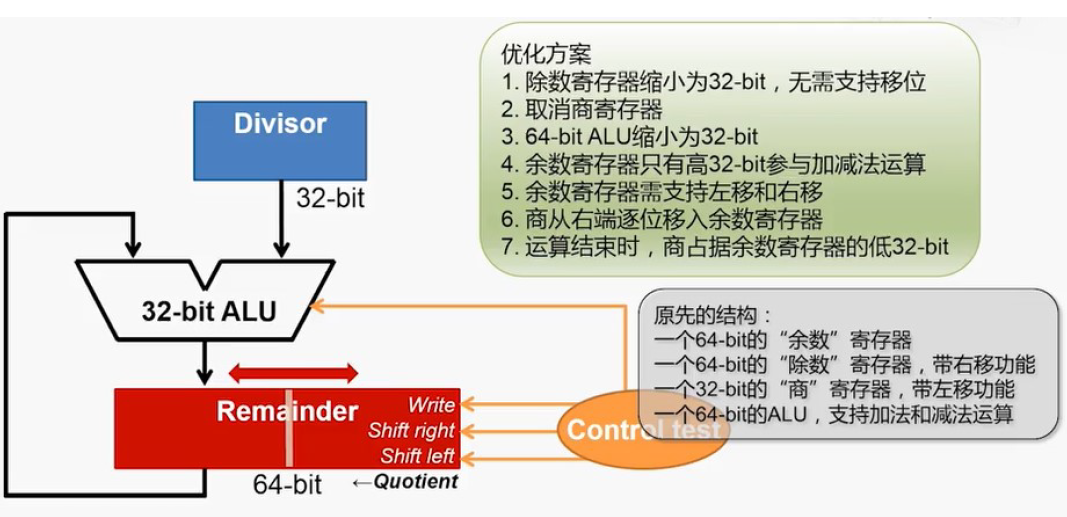 优化方案
1. 除数寄存器缩小为32-bit，无需支持移位
2. 取消商寄存器
3. 64-bit ALU缩小为32-bit
4. 余数寄存器只有高32-bit参与加减法运算
5. 余数寄存器需支持左移和右移
6. 商从右端逐位移入余数寄存器
7. 运算结束时，商占据余数寄存器的低32-bit
Divisor
32-bit
32-bit ALU
原先的结构：
一个64-bit的“余数”寄存器
一个64-bit的“除数”寄存器，带右移功能
一个32-bit的“商”寄存器，带左移功能
一个64-bit的ALU，支持加法和减法运算
Remainder
Write
Shift right
Shift left
Control test
64-bit
←Quotient